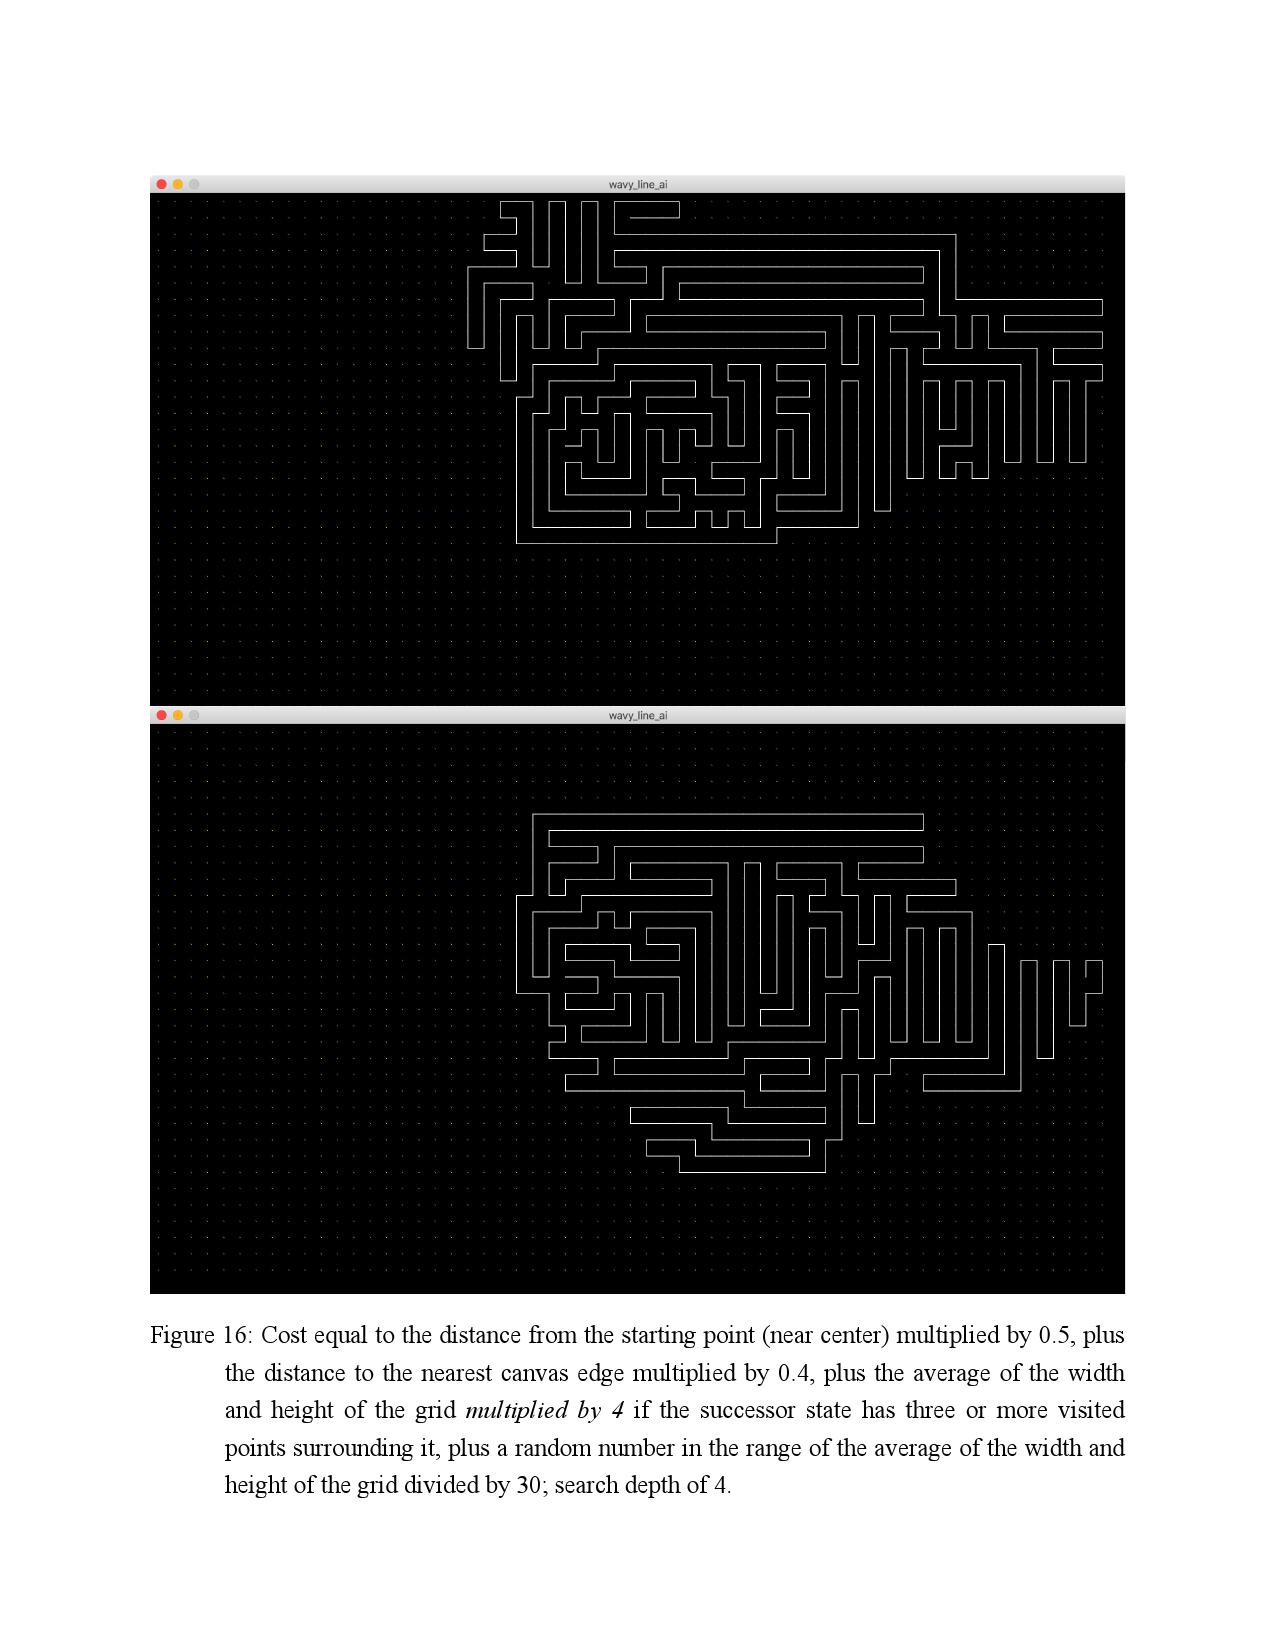 wavy_line_ai
wavy_line_ai
Figure 16: Cost equal to the distance from the starting point (near center) multiplied by 0.5, plus
the distance to the nearest canvas edge multiplied by 0.4, plus the average of the width
and height of the grid multiplied by 4 if the successor state has three or more visited
points surrounding it, plus a random number in the range of the average of the width and
height of the grid divided by 30; search depth of 4.